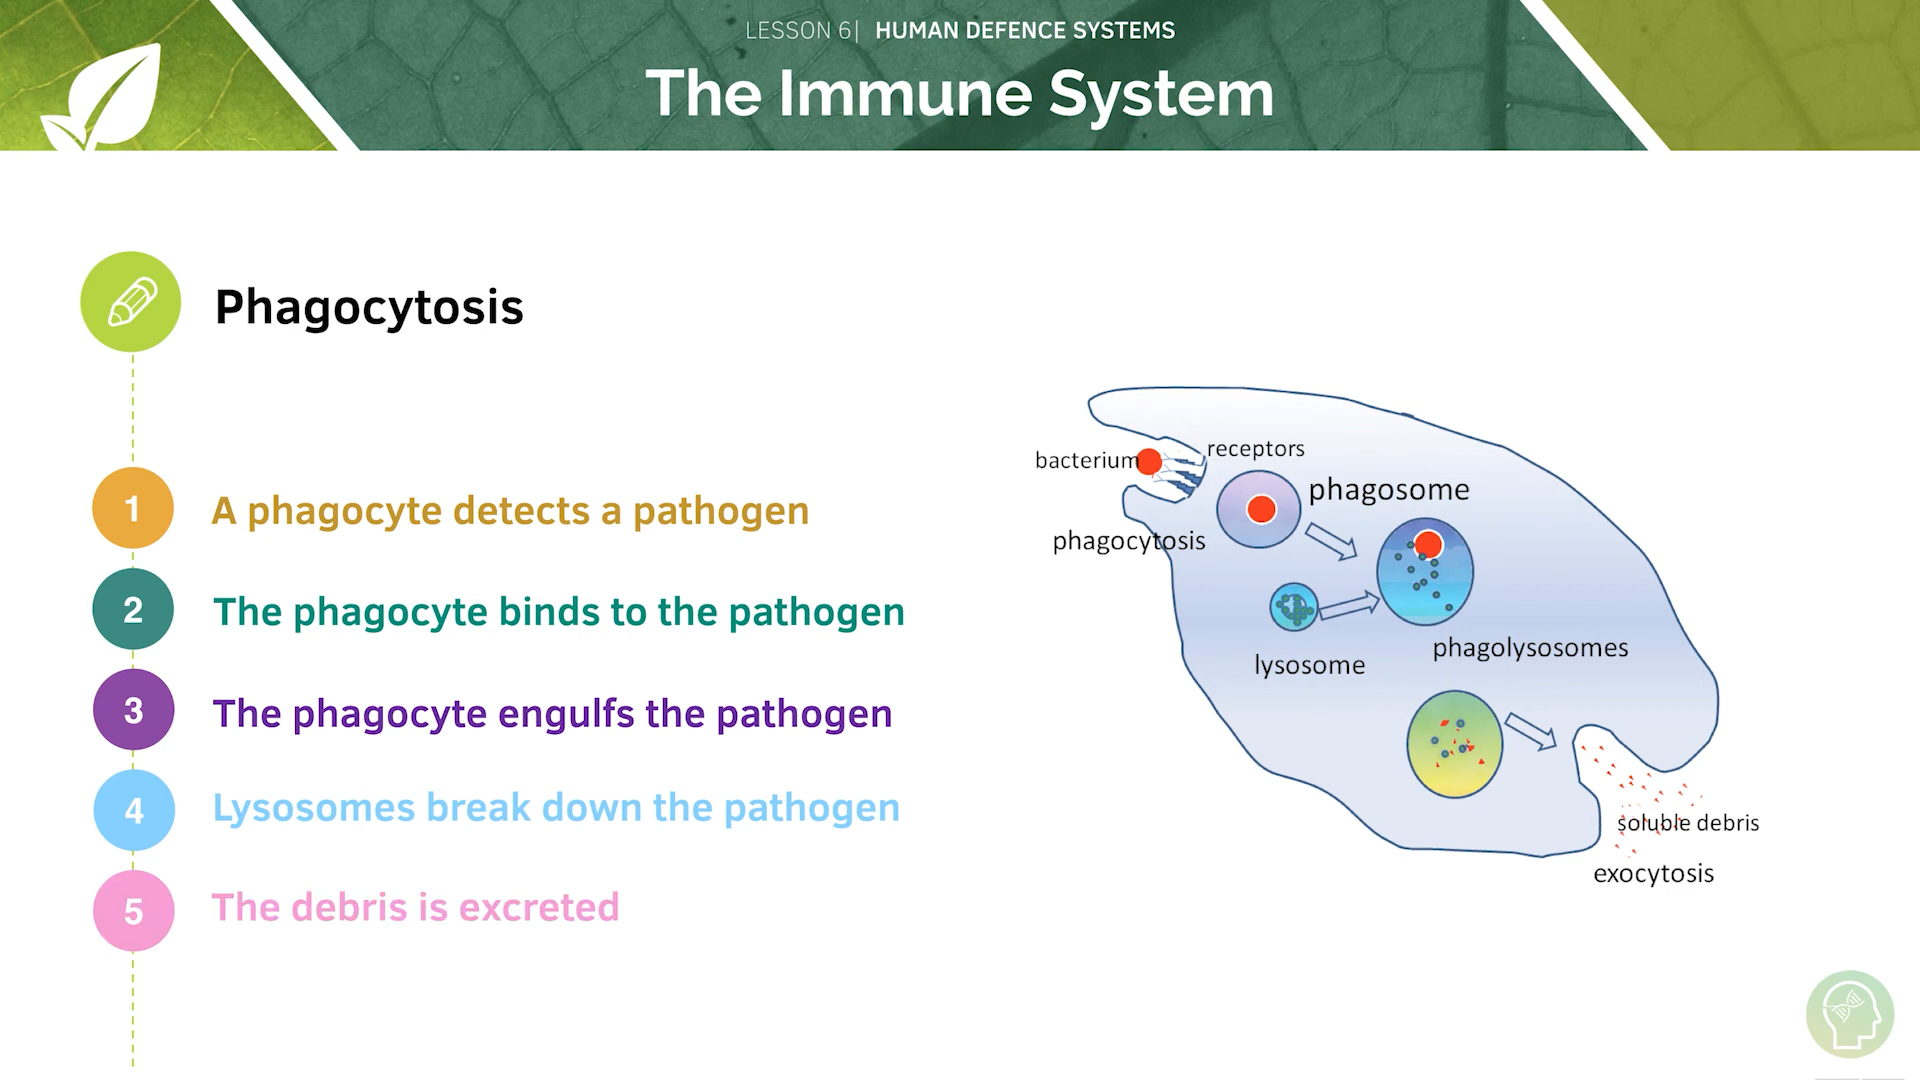 LESSON 6| HUMAN DEFENCE SYSTEMS
The Immune System
Phagocytosis
1 A phagocyte detects a pathogen
2 The phagocyte binds to the pathogen
3 The phagocyte engulfs the pathogen
4 Lysosomes break down the pathogen
5 The debris is excreted
bacterium
receptors
phagosome
phagocytosis
lysosome
phagolysosomes
soluble debris
exocytosis